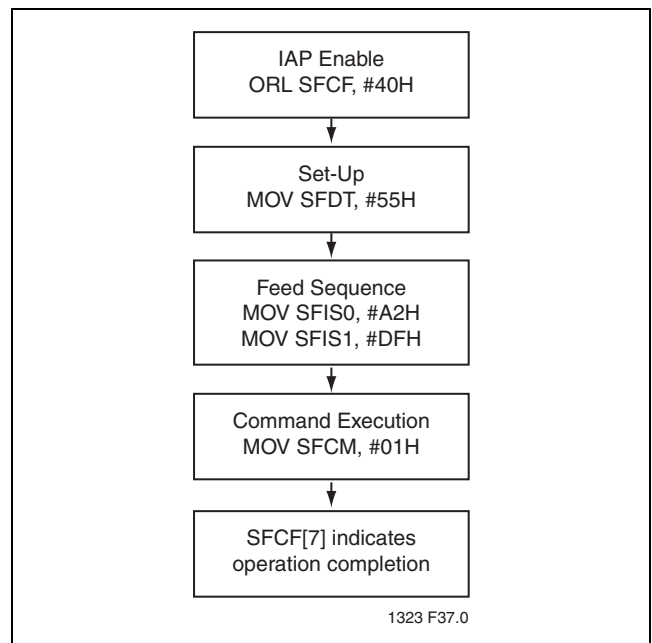 IAP Enable
ORL SFCF, #40H
Set-Up
MOV SFDT, #55H
Feed Sequence
MOV SFIS0, #A2H
MOV SFIS1, #DFH
Command Execution
MOV SFCM, #01H
SFCF[7] indicates
operation completion
1323 F37.0